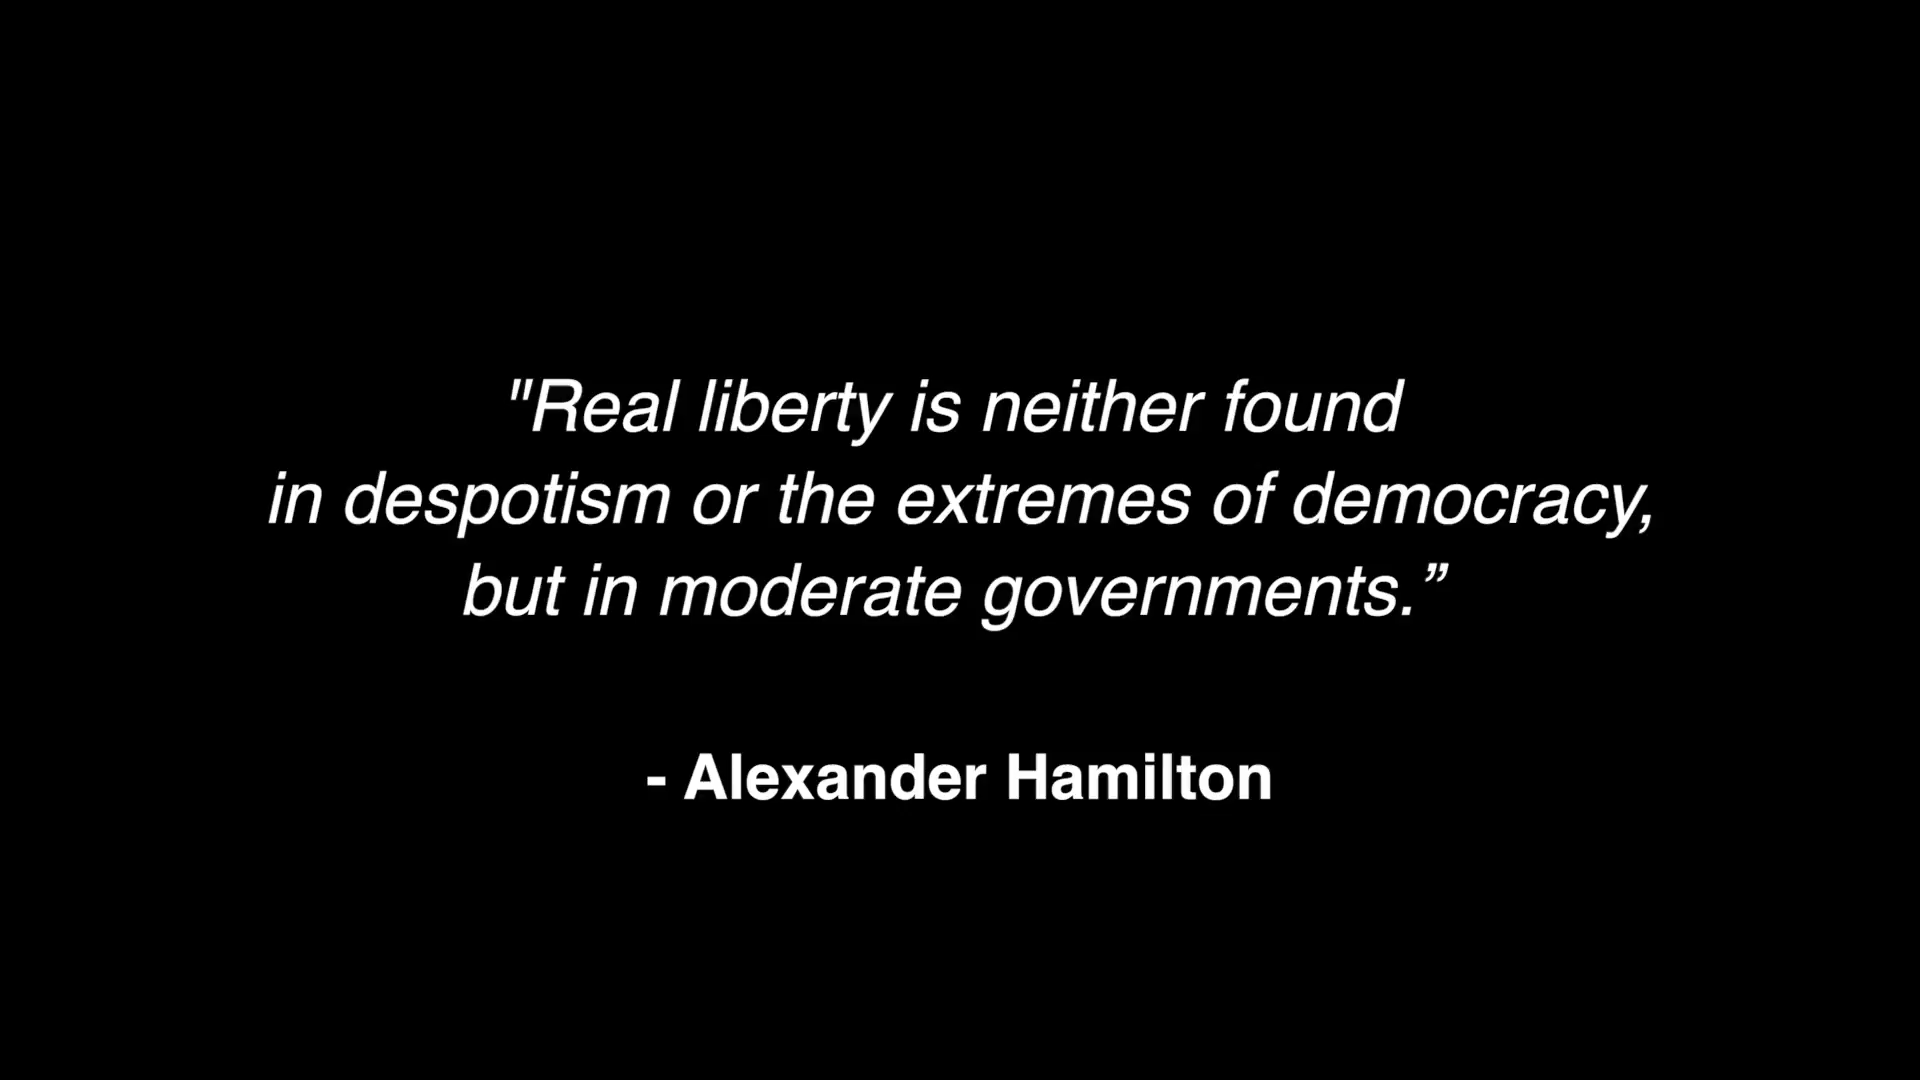 "Real liberty is neither found
in despotism or the extremes of democracy,
but in moderate governments.”
- Alexander Hamilton